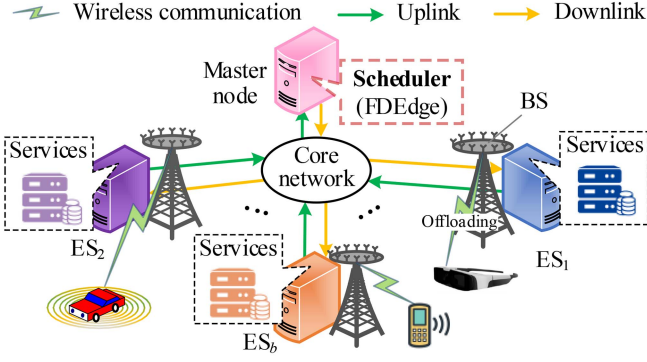 Wireless communication
Uplink
Downlink
Master
node
Scheduler
(FDEdge)
BS
Services
Services
Core
network
Offloading
ES2
Services
ES1
ESb